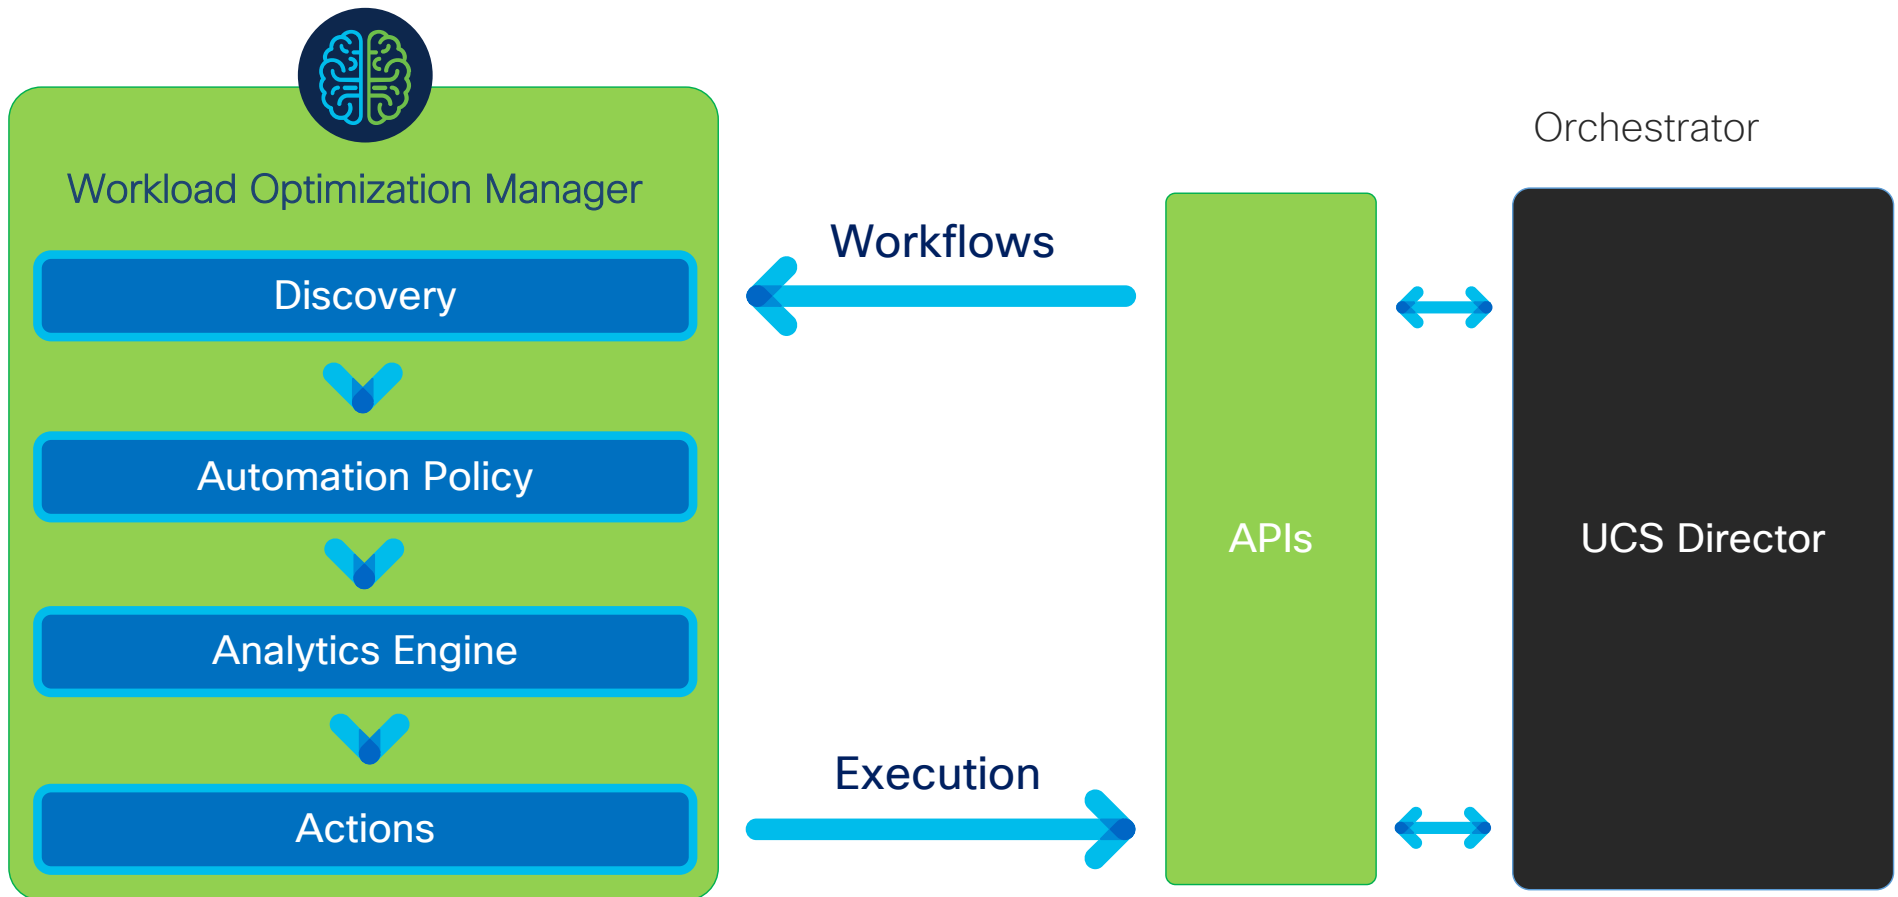 Workload Optimization Manager
Discovery
Automation Policy
Analytics Engine
Actions
Workflows
Execution
APIs
Orchestrator
UCS Director